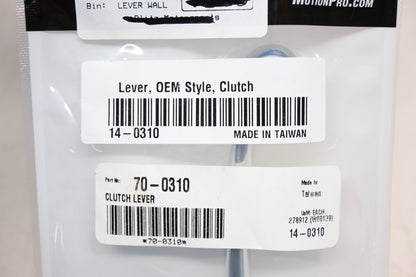 MOTIONPRO.COM
Bin: LEVER WALL
Lever, OEM Style, Clutch
14-0310 MADE IN TAIWAN
Part No: 70-0310
CLUTCH LEVER
*70-0310*
Made In:
Taiwan
U/M: EACH
14-0310